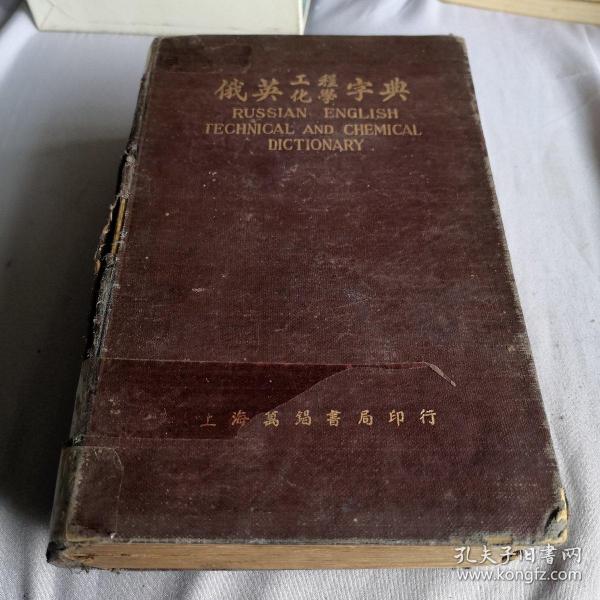 俄英工程化學字典
RUSSIAN ENGLISH
TECHNICAL AND CHEMICAL
DICTIONARY
上海萬鍚書局印行
孔夫子旧书网
www.kongfz.com